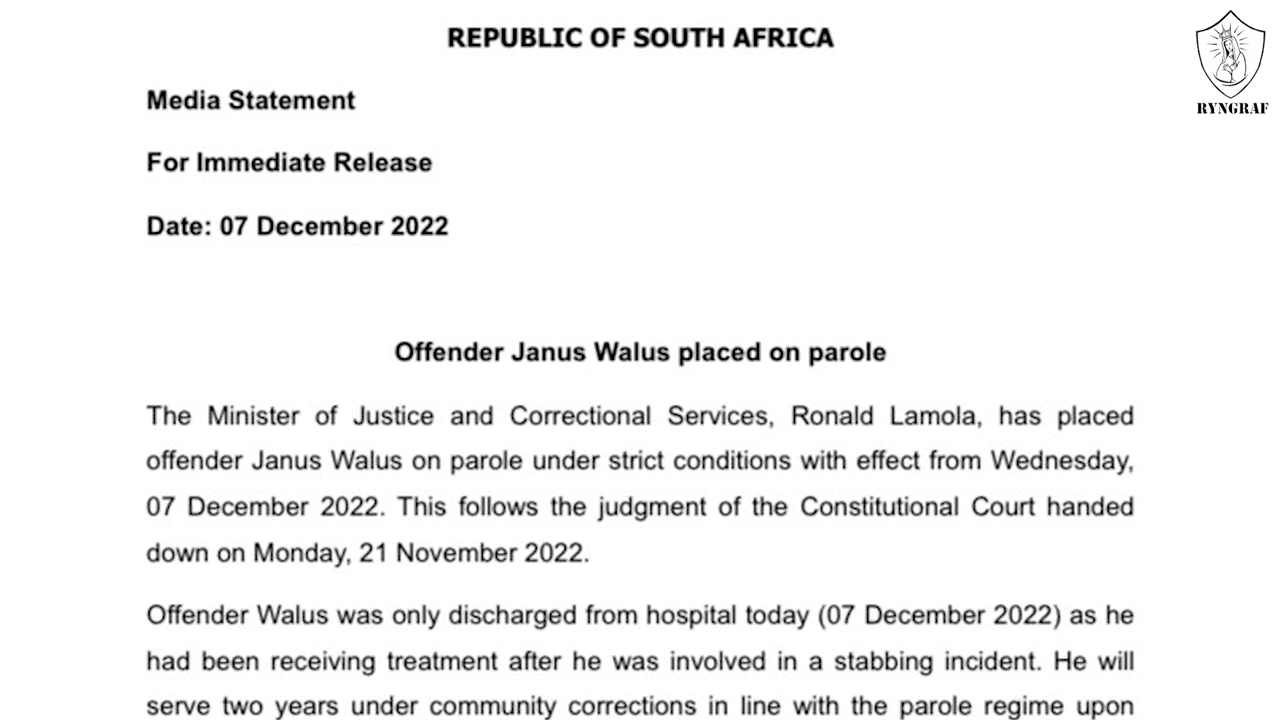 REPUBLIC OF SOUTH AFRICA
RYNGRAF
Media Statement
For Immediate Release
Date: 07 December 2022
Offender Janus Walus placed on parole
The Minister of Justice and Correctional Services, Ronald Lamola, has placed
offender Janus Walus on parole under strict conditions with effect from Wednesday,
07 December 2022. This follows the judgment of the Constitutional Court handed
down on Monday, 21 November 2022.
Offender Walus was only discharged from hospital today (07 December 2022) as he
had been receiving treatment after he was involved in a stabbing incident. He will
serve two years under community corrections in line with the parole regime upon